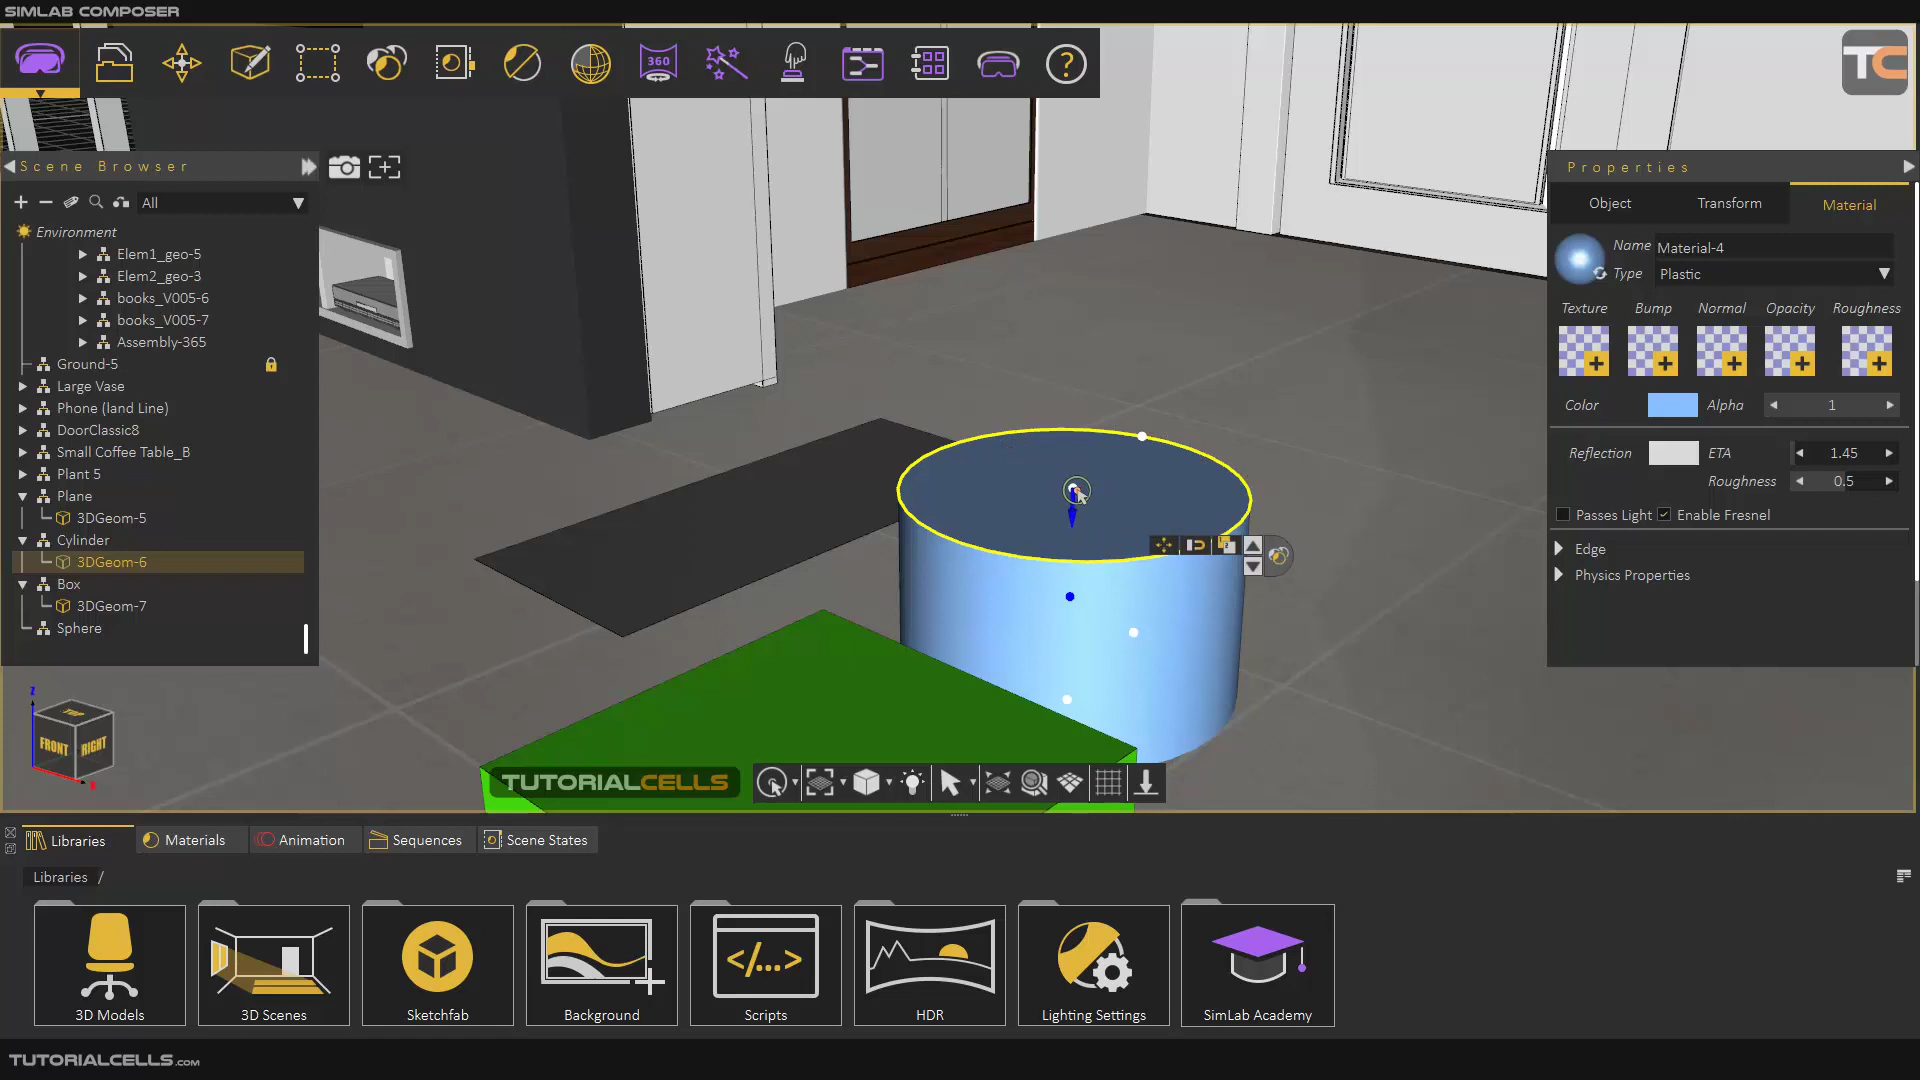 SIMLAB COMPOSER
360
?
TC
Scene Browser
All
Environment
Elem1_geo-5
Elem2_geo-3
books_V005-6
books_V005-7
Assembly-365
Ground-5
Large Vase
Phone (land Line)
DoorClassic8
Small Coffee Table_B
Plant 5
Plane
3DGeom-5
Cylinder
3DGeom-6
Box
3DGeom-7
Sphere
Properties
Object Transform Material
Name Material-4
Type Plastic
Texture Bump Normal Opacity Roughness
Color Alpha 1
Reflection ETA 1.45
Roughness 0.5
Passes Light Enable Fresnel
Edge
Physics Properties
z
TOP
FRONT RIGHT
TUTORIALCELLS
Libraries Materials Animation Sequences Scene States
Libraries /
</...>
3D Models 3D Scenes Sketchfab Background Scripts HDR Lighting Settings SimLab Academy
TUTORIALCELLS.com